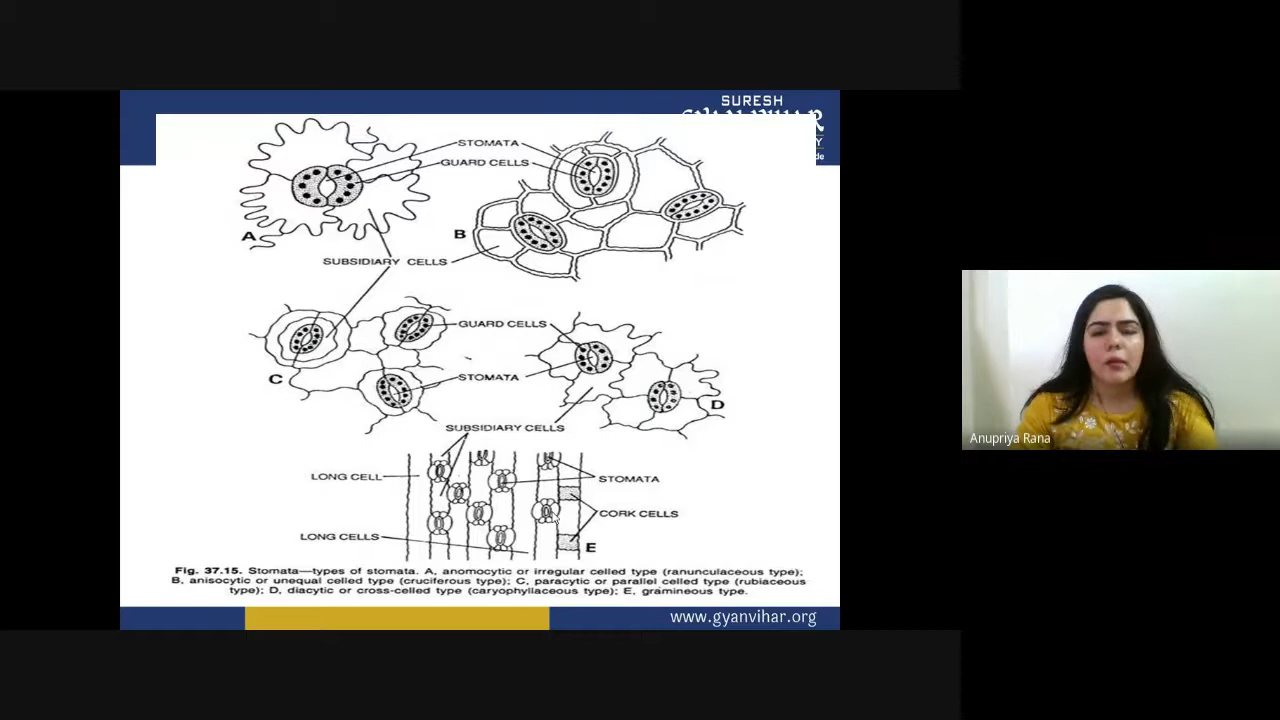 SURESH
STOMATA
GUARD CELLS
A
B
SUBSIDIARY CELLS
GUARD CELLS
C
STOMATA
D
SUBSIDIARY CELLS
LONG CELL
STOMATA
CORK CELLS
LONG CELLS
E
Fig. 37.15. Stomata—types of stomata. A, anomocytic or irregular celled type (ranunculaceous type);
B, anisocytic or unequal celled type (cruciferous type); C, paracytic or parallel celled type (rubiaceous
type); D, diacytic or cross-celled type (caryophyllaceous type); E, gramineous type.
www.gyanvihar.org
Anupriya Rana